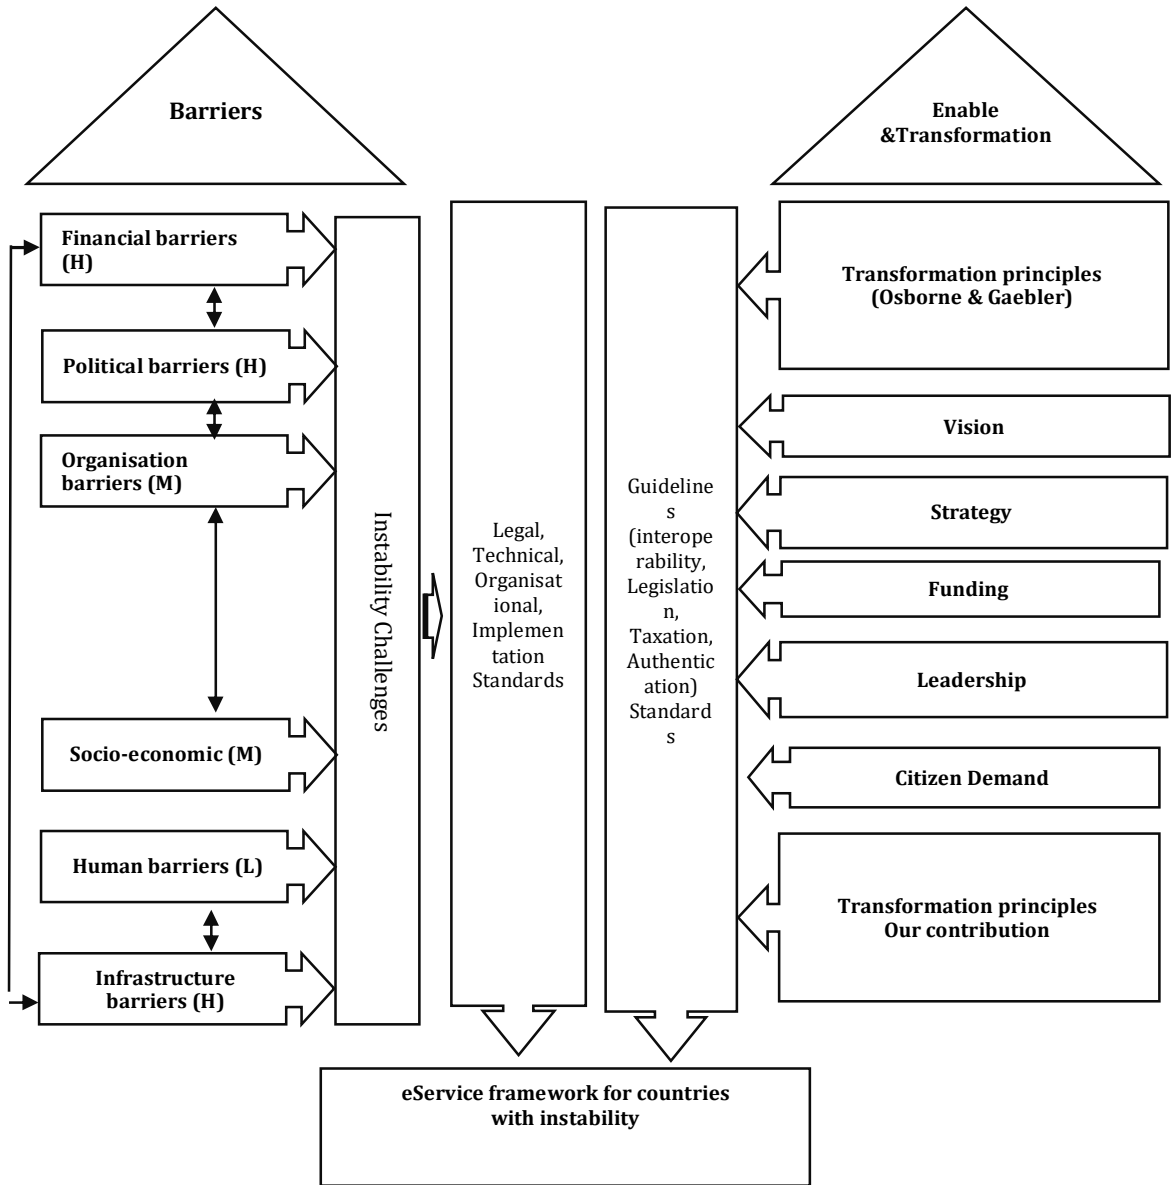 Barriers
Enable
&Transformation
Financial barriers
(H)
Political barriers (H)
Organisation
barriers (M)
Socio-economic (M)
Human barriers (L)
Infrastructure
barriers (H)
Instability Challenges
Legal,
Technical,
Organisat
ional,
Implemen
tation
Standards
Guideline
s
(interope
rability,
Legislatio
n,
Taxation,
Authentic
ation)
Standard
s
Transformation principles
(Osborne & Gaebler)
Vision
Strategy
Funding
Leadership
Citizen Demand
Transformation principles
Our contribution
eService framework for countries
with instability